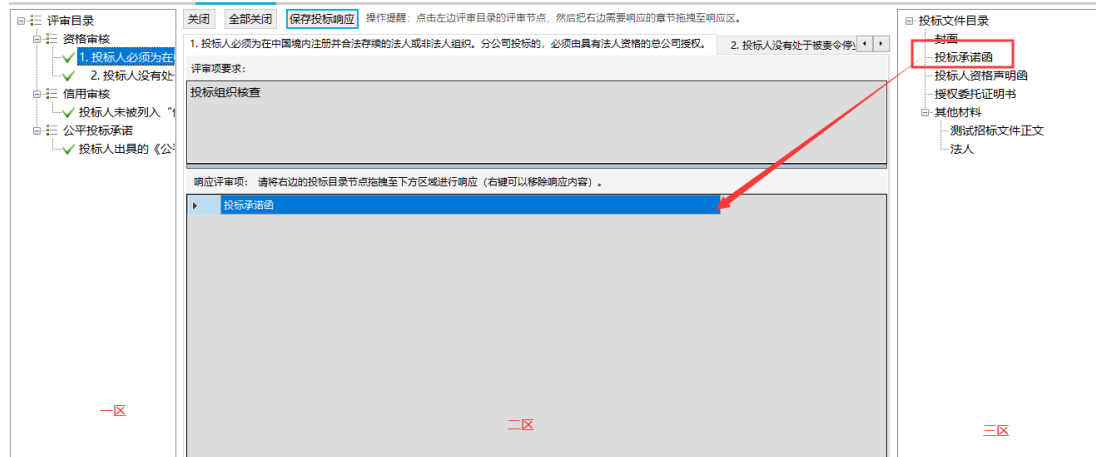 评审目录
资格审核
1. 投标人必须为在
2. 投标人没有处
信用审核
投标人未被列入“
公平投标承诺
投标人出具的《公
一区
关闭 全部关闭 保存投标响应 操作提醒：点击左边评审目录的评审节点，然后把右边需要响应的章节拖拽至响应区。
1. 投标人必须为在中国境内注册并合法存续的法人或非法人组织。分公司投标的，必须由具有法人资格的总公司授权。 2. 投标人没有处于被责令停
评审项要求：
投标组织核查
响应评审项： 请将右边的投标目录节点拖拽至下方区域进行响应（右键可以移除响应内容）。
投标承诺函
二区
投标文件目录
封面
投标承诺函
投标人资格声明函
授权委托证明书
其他材料
测试招标文件正文
法人
三区